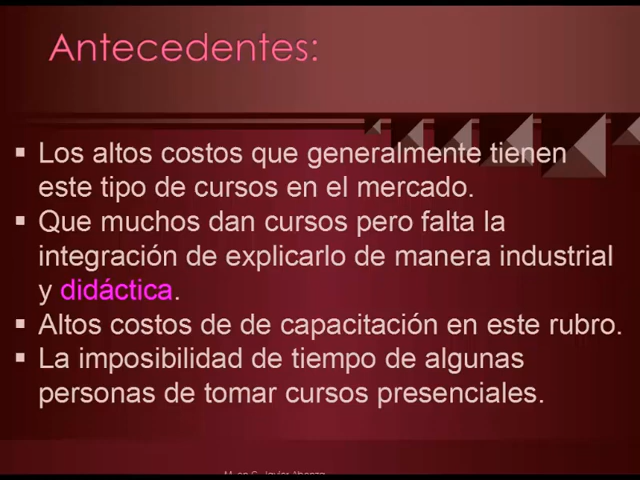 Antecedentes:
▪ Los altos costos que generalmente tienen
este tipo de cursos en el mercado.
▪ Que muchos dan cursos pero falta la
integración de explicarlo de manera industrial
y didáctica.
▪ Altos costos de de capacitación en este rubro.
▪ La imposibilidad de tiempo de algunas
personas de tomar cursos presenciales.